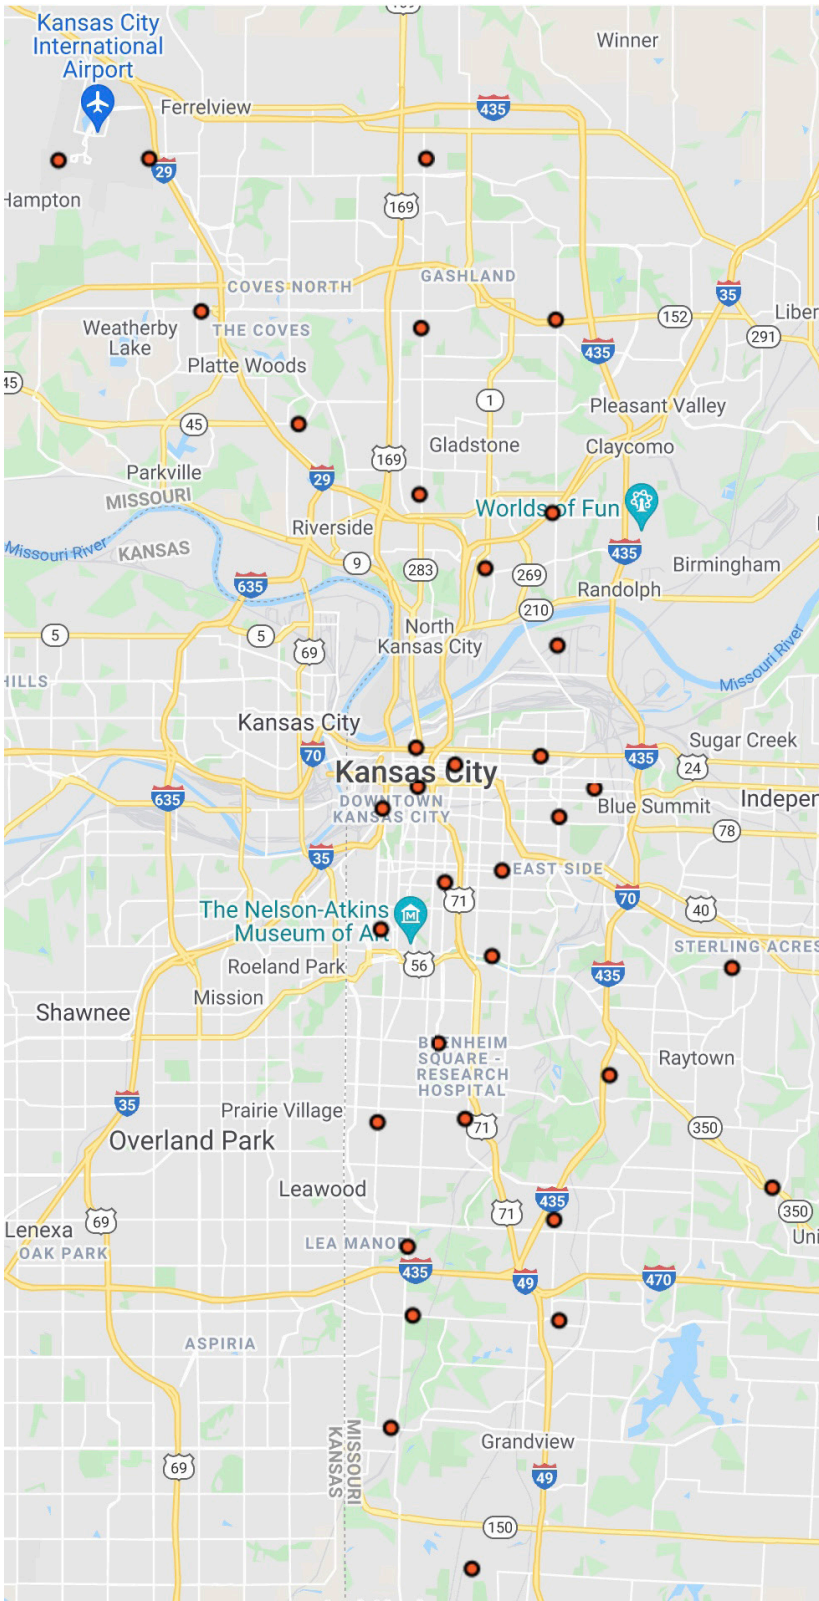 Kansas City
International
Airport
Winner
Ferrelview
435
29
Hampton
169
GASHLAND
COVES NORTH
35
152
Liber
Weatherby
Lake
THE COVES
291
435
Platte Woods
45
1
Pleasant Valley
45
Gladstone
Claycomo
169
Parkville
29
MISSOURI
Worlds of Fun
Riverside
Missouri River
KANSAS
435
9
283
269
Birmingham
635
Randolph
210
5
5
North
Kansas City
69
Missouri River
HILLS
Kansas City
Sugar Creek
70
435
24
Kansas City
635
DOWNTOWN
KANSAS CITY
Blue Summit
Indepen
78
35
EAST SIDE
71
70
40
The Nelson-Atkins
Museum of Art
STERLING ACRES
56
Roeland Park
435
Mission
Shawnee
BLENHEIM
SQUARE -
RESEARCH
HOSPITAL
Raytown
35
Prairie Village
71
350
Overland Park
Leawood
435
71
350
69
Lenexa
Uni
OAK PARK
LEA MANOR
435
49
470
ASPIRIA
MISSOURI
KANSAS
Grandview
69
49
150